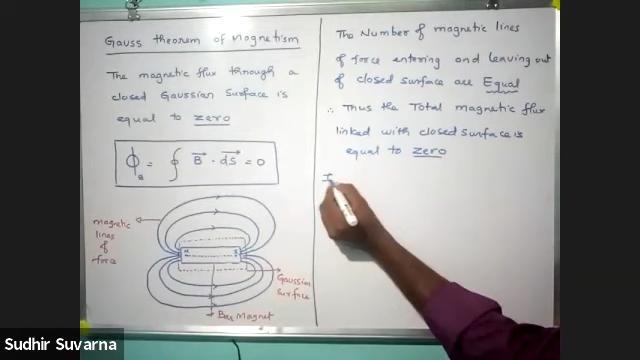 Gauss theorem of Magnetism
The magnetic flux through a
closed Gaussian Surface is
equal to zero
ϕ_B = ∮ B⃗ · ds⃗ = 0
magnetic
lines
of
force
N S
Gaussian
surface
Bar Magnet
The Number of magnetic lines
of force entering and leaving out
of closed surface are Equal
∴ Thus the Total magnetic flux
linked with closed surface is
equal to zero
I
Sudhir Suvarna